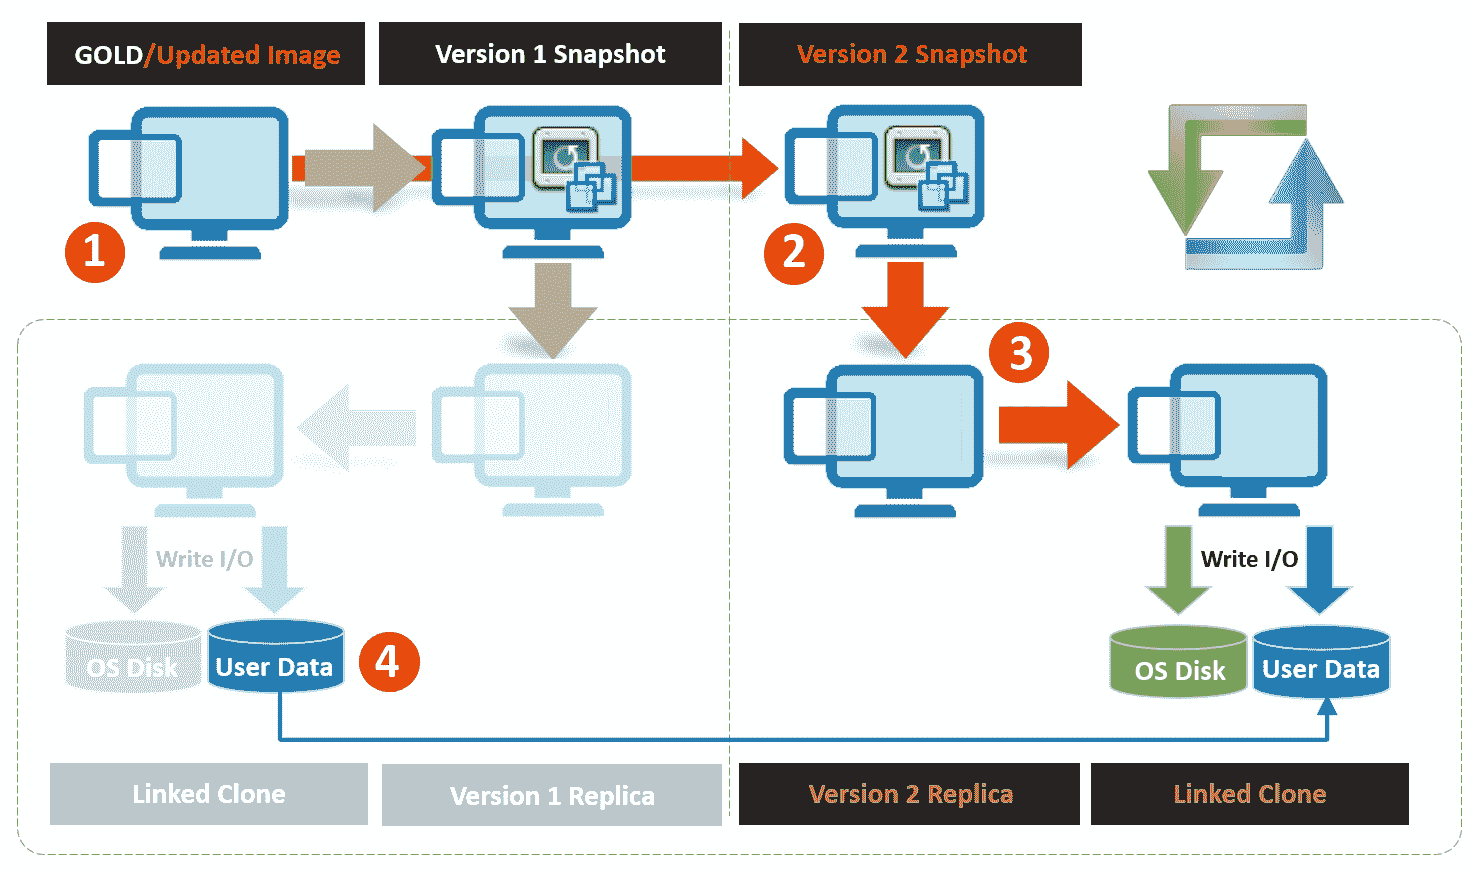 GOLD/Updated Image
Version 1 Snapshot
Version 2 Snapshot
1
2
3
Write I/O
Write I/O
OS Disk
User Data
4
OS Disk
User Data
Linked Clone
Version 1 Replica
Version 2 Replica
Linked Clone